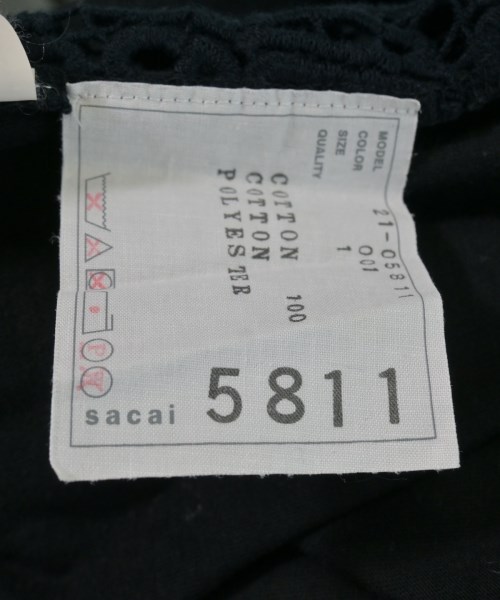 MODEL 21-05811
COLOR 001
SIZE 1
QUALITY
COTTON 100
COTTON
POLYESTER
P
W
sacai
5811